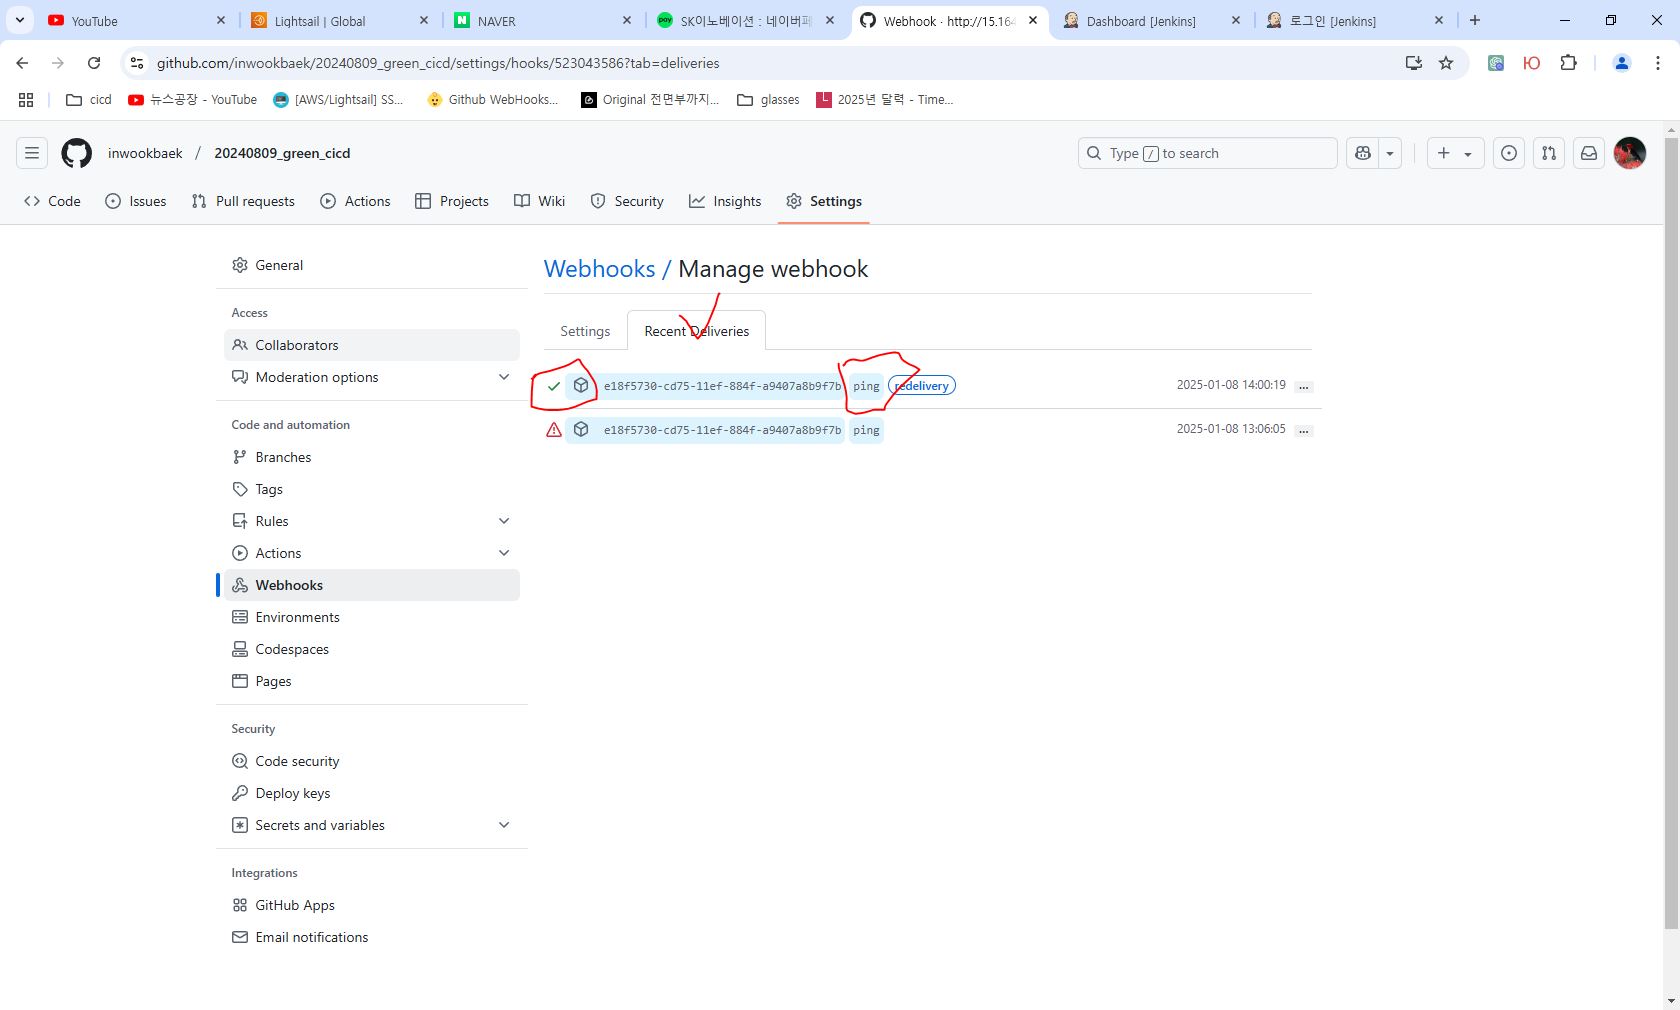 YouTube
Lightsail | Global
NAVER
SK이노베이션 : 네이버페
Webhook · http://15.164
Dashboard [Jenkins]
로그인 [Jenkins]
github.com/inwookbaek/20240809_green_cicd/settings/hooks/523043586?tab=deliveries
cicd
뉴스공장 - YouTube
[AWS/Lightsail] SS...
Github WebHooks...
Original 전면부까지...
glasses
2025년 달력 - Time...
inwookbaek / 20240809_green_cicd
Type / to search
Code
Issues
Pull requests
Actions
Projects
Wiki
Security
Insights
Settings
General
Access
Collaborators
Moderation options
Code and automation
Branches
Tags
Rules
Actions
Webhooks
Environments
Codespaces
Pages
Security
Code security
Deploy keys
Secrets and variables
Integrations
GitHub Apps
Email notifications
Webhooks / Manage webhook
Settings
Recent Deliveries
e18f5730-cd75-11ef-884f-a9407a8b9f7b ping redelivery 2025-01-08 14:00:19 ...
e18f5730-cd75-11ef-884f-a9407a8b9f7b ping 2025-01-08 13:06:05 ...